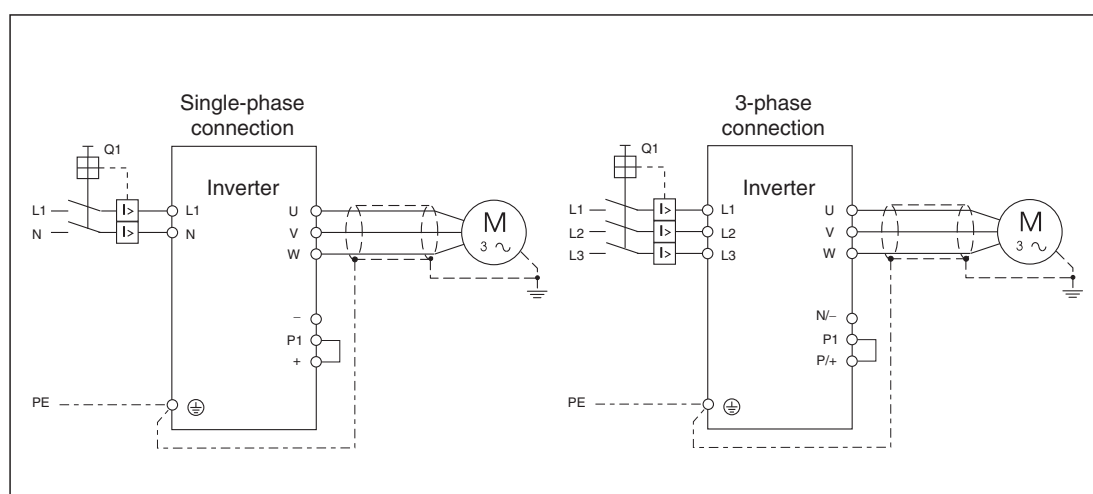 Single-phase
connection
Q1
Inverter
L1
I>
L1
N
I>
N
U
V
W
M
3 ~
–
P1
+
PE
3-phase
connection
Q1
Inverter
L1
I>
L1
L2
I>
L2
L3
I>
L3
U
V
W
M
3 ~
N/–
P1
P/+
PE